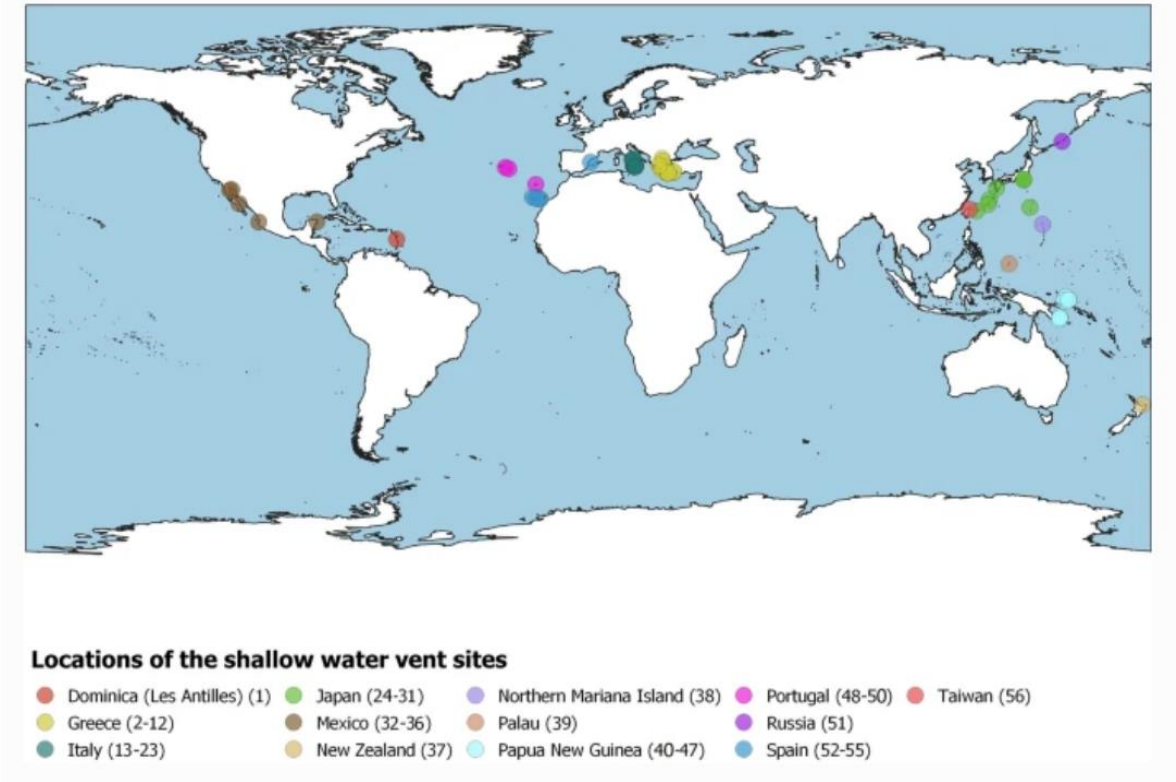 Locations of the shallow water vent sites
Dominica (Les Antilles) (1) Japan (24-31) Northern Mariana Island (38) Portugal (48-50) Taiwan (56)
Greece (2-12) Mexico (32-36) Palau (39) Russia (51)
Italy (13-23) New Zealand (37) Papua New Guinea (40-47) Spain (52-55)